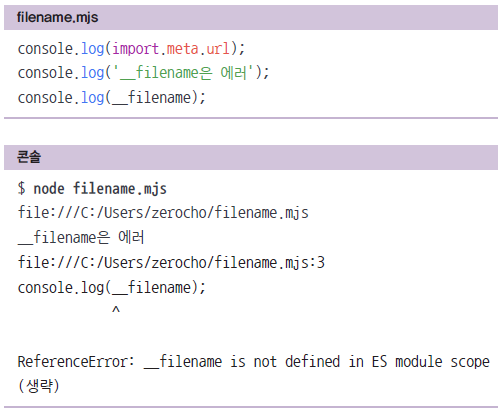 filename.mjs
console.log(import.meta.url);
console.log('__filename은 에러');
console.log(__filename);
콘솔
$ node filename.mjs
file:///C:/Users/zerocho/filename.mjs
__filename은 에러
file:///C:/Users/zerocho/filename.mjs:3
console.log(__filename);
^
ReferenceError: __filename is not defined in ES module scope
(생략)